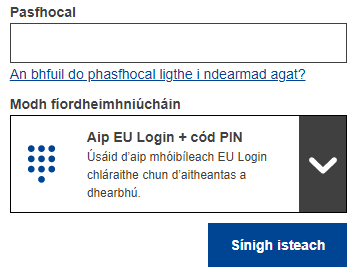 Pasfhocal
An bhfuil do phasfhocal ligthe i ndearmad agat?
Modh fíordheimhniúcháin
Aip EU Login + cód PIN
Úsáid d'aip mhóibíleach EU Login
chláraithe chun d'aitheantas a
dhearbhú.
Sínigh isteach